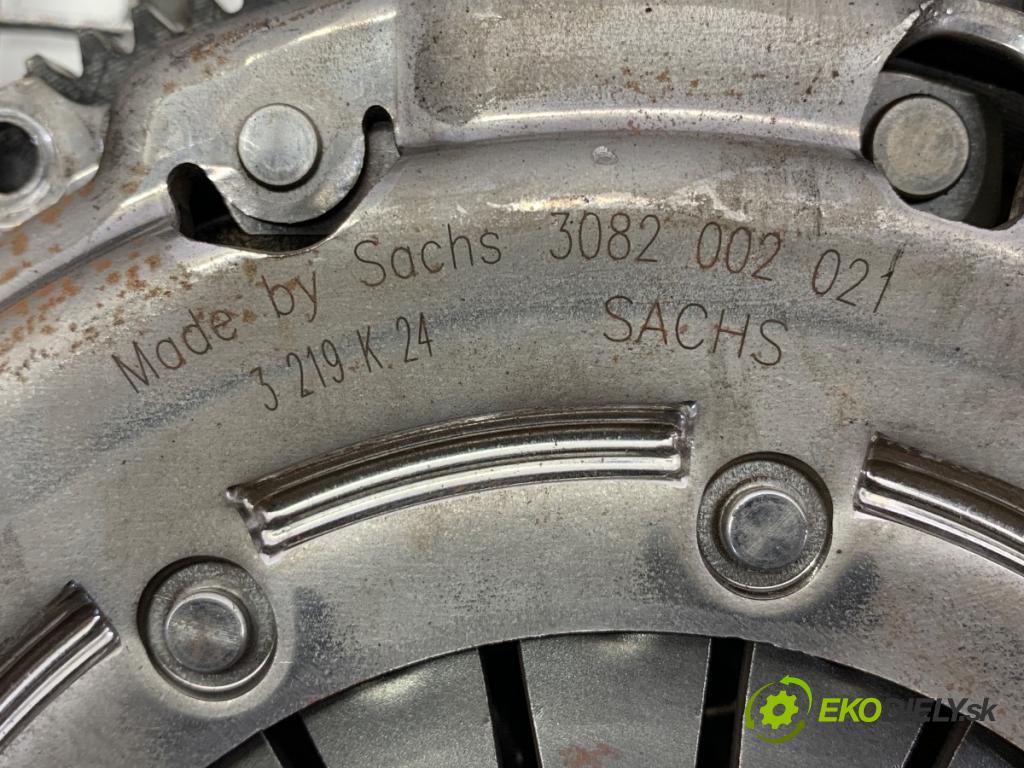 Made by Sachs 3082 002 021
3 219 K 24
SACHS
EKODIELY.sk